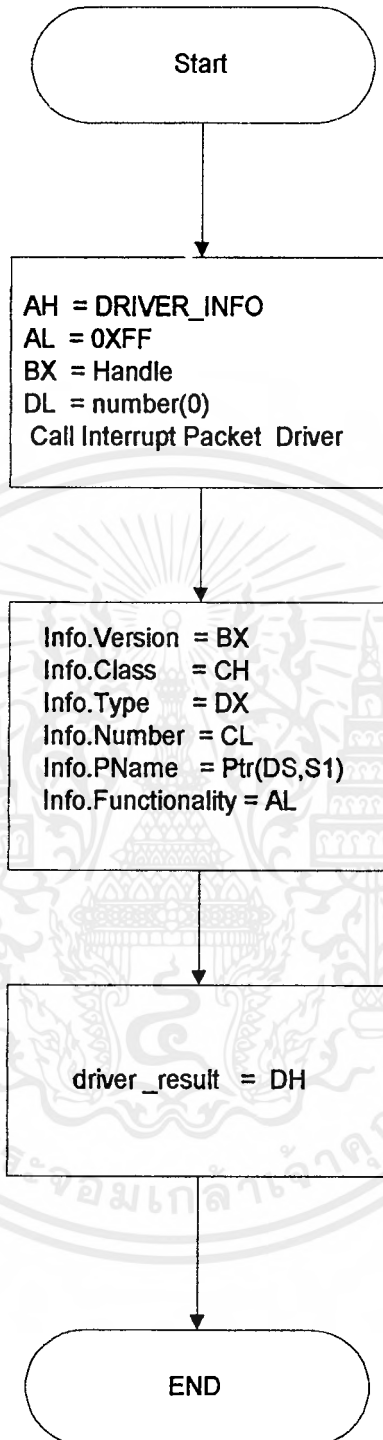 Start
AH = DRIVER_INFO
AL = 0XFF
BX = Handle
DL = number(0)
Call Interrupt Packet Driver
Info.Version = BX
Info.Class = CH
Info.Type = DX
Info.Number = CL
Info.PName = Ptr(DS,S1)
Info.Functionality = AL
driver _result = DH
END